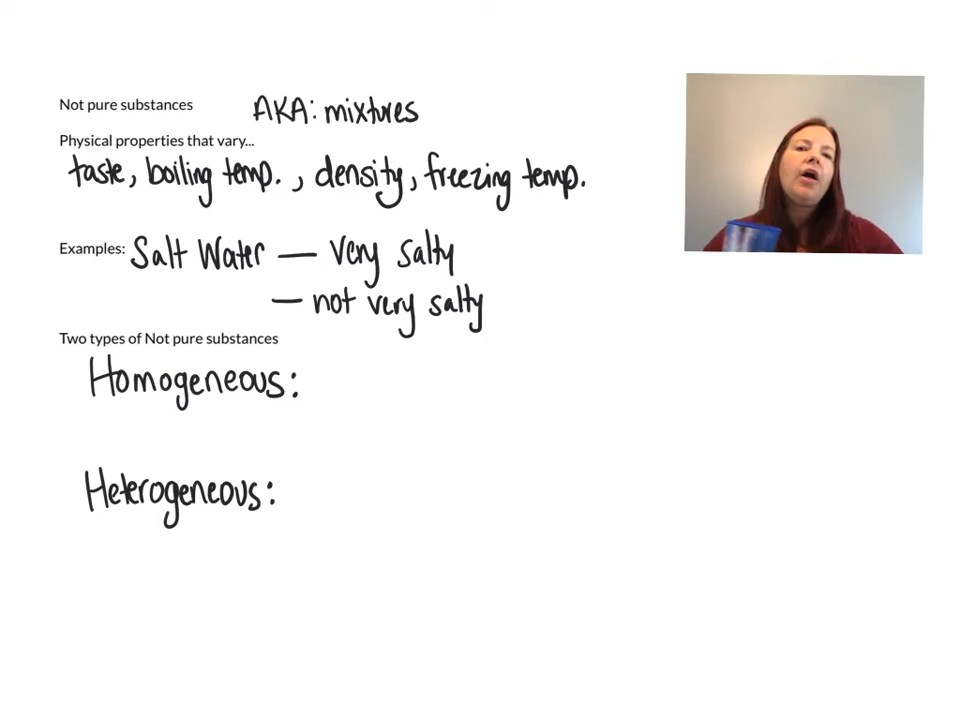 Not pure substances AKA: mixtures
Physical properties that vary...
taste, boiling temp. , density, freezing temp.
Examples: Salt Water — Very salty
— not very salty
Two types of Not pure substances
Homogeneous:
Heterogeneous: